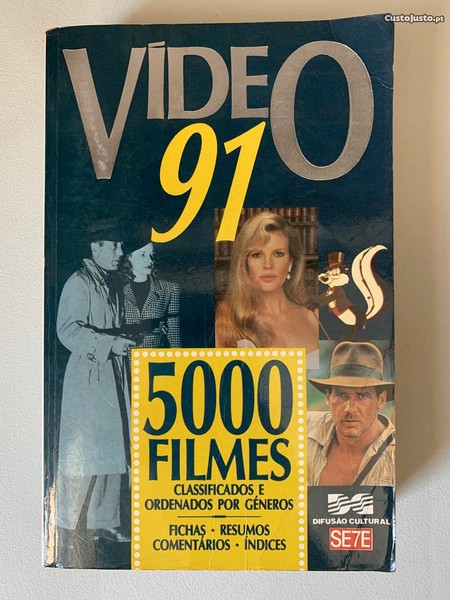 CustoJusto.pt
VÍDEO
91
5000
FILMES
CLASSIFICADOS E
ORDENADOS POR GÉNEROS
FICHAS · RESUMOS
COMENTÁRIOS · ÍNDICES
DIFUSÃO CULTURAL
SE7E